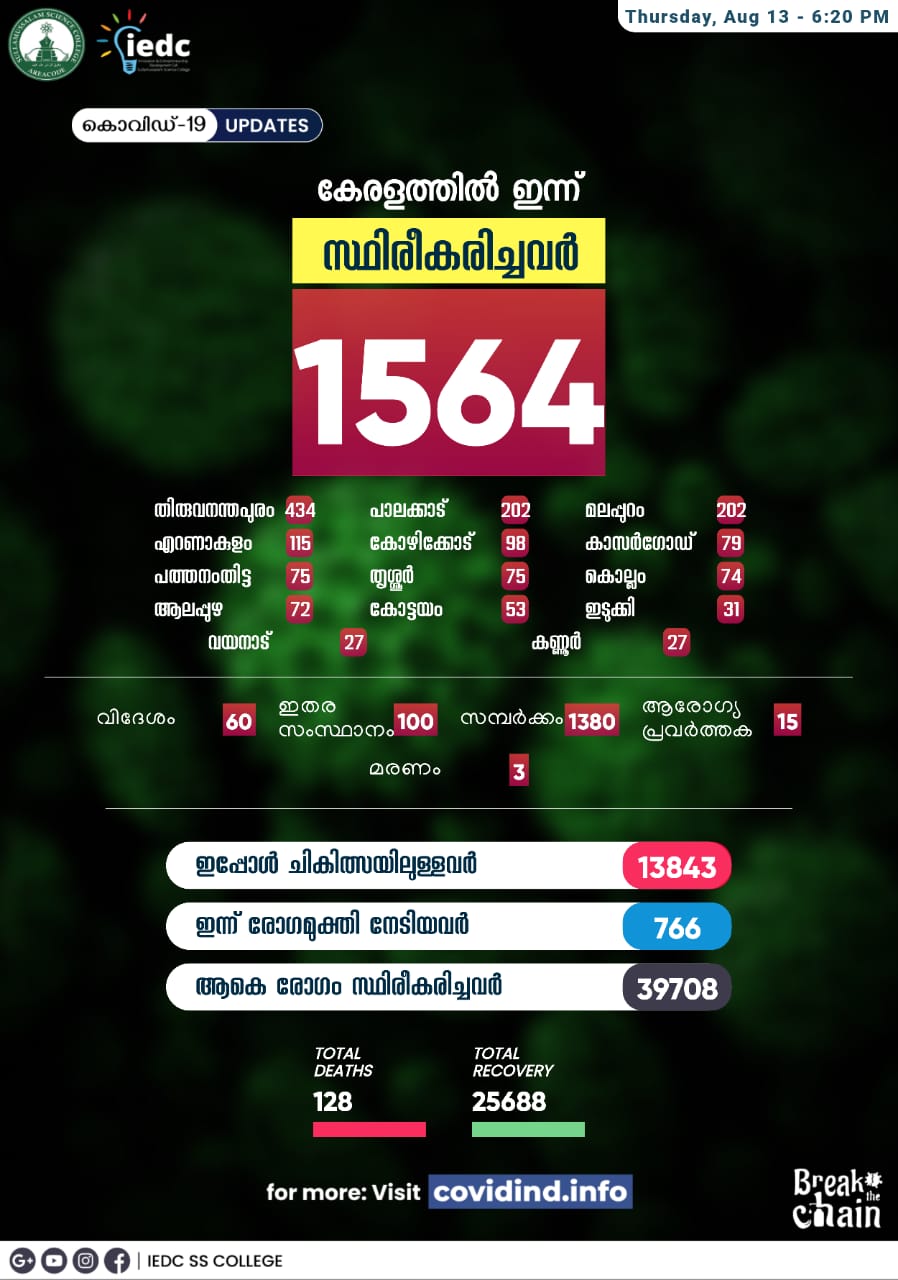 Thursday, Aug 13 - 6:20 PM
SULLAMUSSALAM SCIENCE COLLEGE
AREACODE
iedc
കൊവിഡ്-19 UPDATES
കേരളത്തിൽ ഇന്ന്
സ്ഥിരീകരിച്ചവർ
1564
തിരുവനന്തപുരം 434 പാലക്കാട് 202 മലപ്പുറം 202
എറണാകുളം 115 കോഴിക്കോട് 98 കാസർഗോഡ് 79
പത്തനംതിട്ട 75 തൃശ്ശൂർ 75 കൊല്ലം 74
ആലപ്പുഴ 72 കോട്ടയം 53 ഇടുക്കി 31
വയനാട് 27 കണ്ണൂർ 27
വിദേശം 60
ഇതര
സംസ്ഥാനം 100
സമ്പർക്കം 1380
ആരോഗ്യ
പ്രവർത്തക 15
മരണം 3
ഇപ്പോൾ ചികിത്സയിലുള്ളവർ 13843
ഇന്ന് രോഗമുക്തി നേടിയവർ 766
ആകെ രോഗം സ്ഥിരീകരിച്ചവർ 39708
TOTAL
DEATHS
128
TOTAL
RECOVERY
25688
for more: Visit covidind.info
Break
the
chain
G+ f | IEDC SS COLLEGE